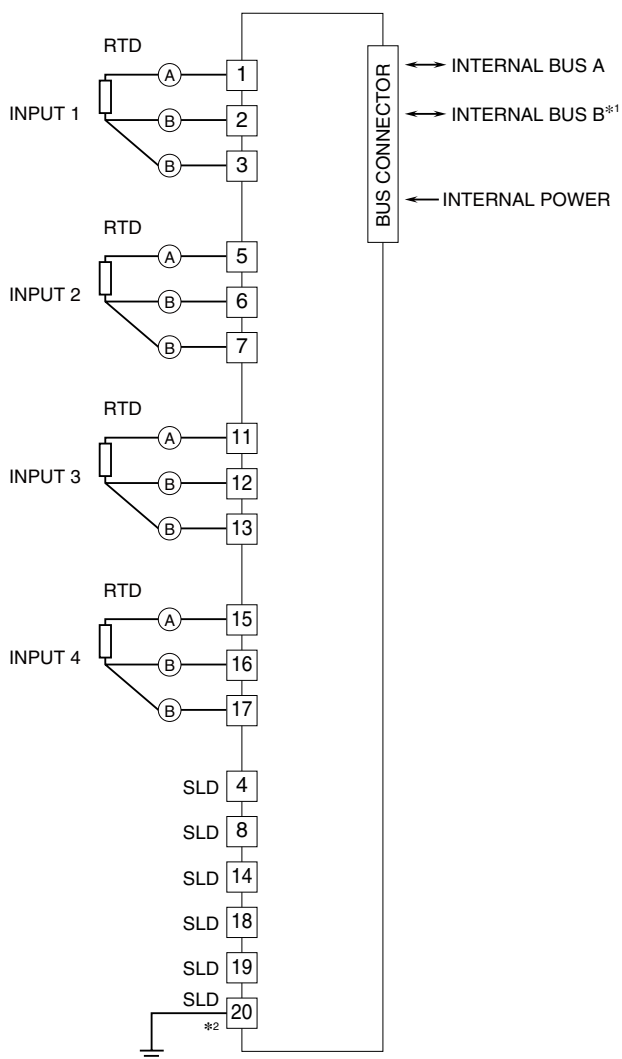 RTD
INPUT 1
A 1
B 2
B 3
RTD
INPUT 2
A 5
B 6
B 7
RTD
INPUT 3
A 11
B 12
B 13
RTD
INPUT 4
A 15
B 16
B 17
SLD 4
SLD 8
SLD 14
SLD 18
SLD 19
SLD 20
*2
BUS CONNECTOR
INTERNAL BUS A
INTERNAL BUS B*1
INTERNAL POWER